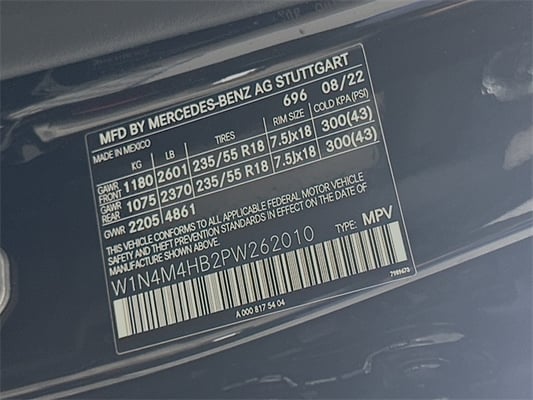 MFD BY MERCEDES-BENZ AG STUTTGART
MADE IN MEXICO 696 08/22
KG LB TIRES RIM SIZE COLD KPA (PSI)
GAWR FRONT 1180 2601 235/55 R18 7.5Jx18 300(43)
GAWR REAR 1075 2370 235/55 R18 7.5Jx18 300(43)
GVWR 2205 4861
THIS VEHICLE CONFORMS TO ALL APPLICABLE FEDERAL MOTOR VEHICLE
SAFETY AND THEFT PREVENTION STANDARDS IN EFFECT ON THE DATE OF
MANUFACTURE SHOWN ABOVE.
W1N4M4HB2PW262010 TYPE: MPV
A 000 817 54 04 7989673